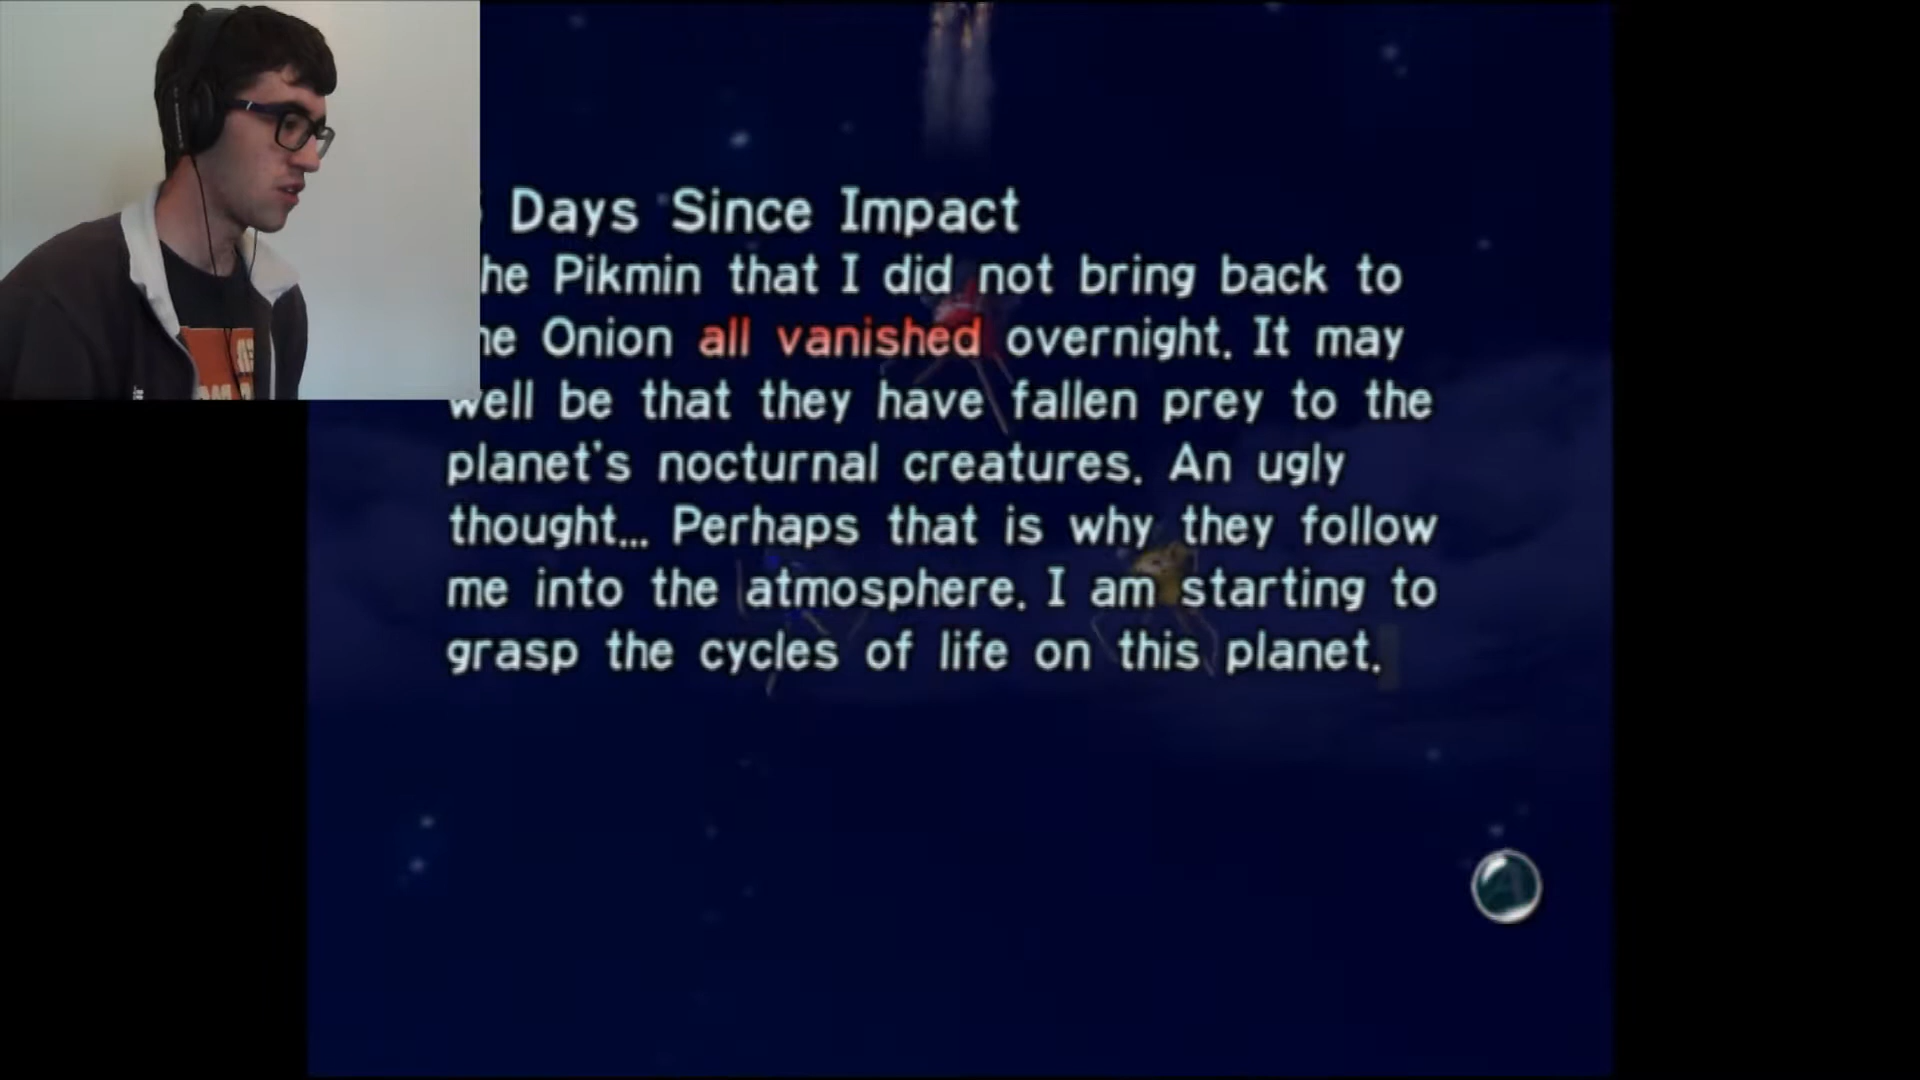 Days Since Impact
he Pikmin that I did not bring back to
he Onion all vanished overnight. It may
well be that they have fallen prey to the
planet's nocturnal creatures. An ugly
thought... Perhaps that is why they follow
me into the atmosphere. I am starting to
grasp the cycles of life on this planet.
A